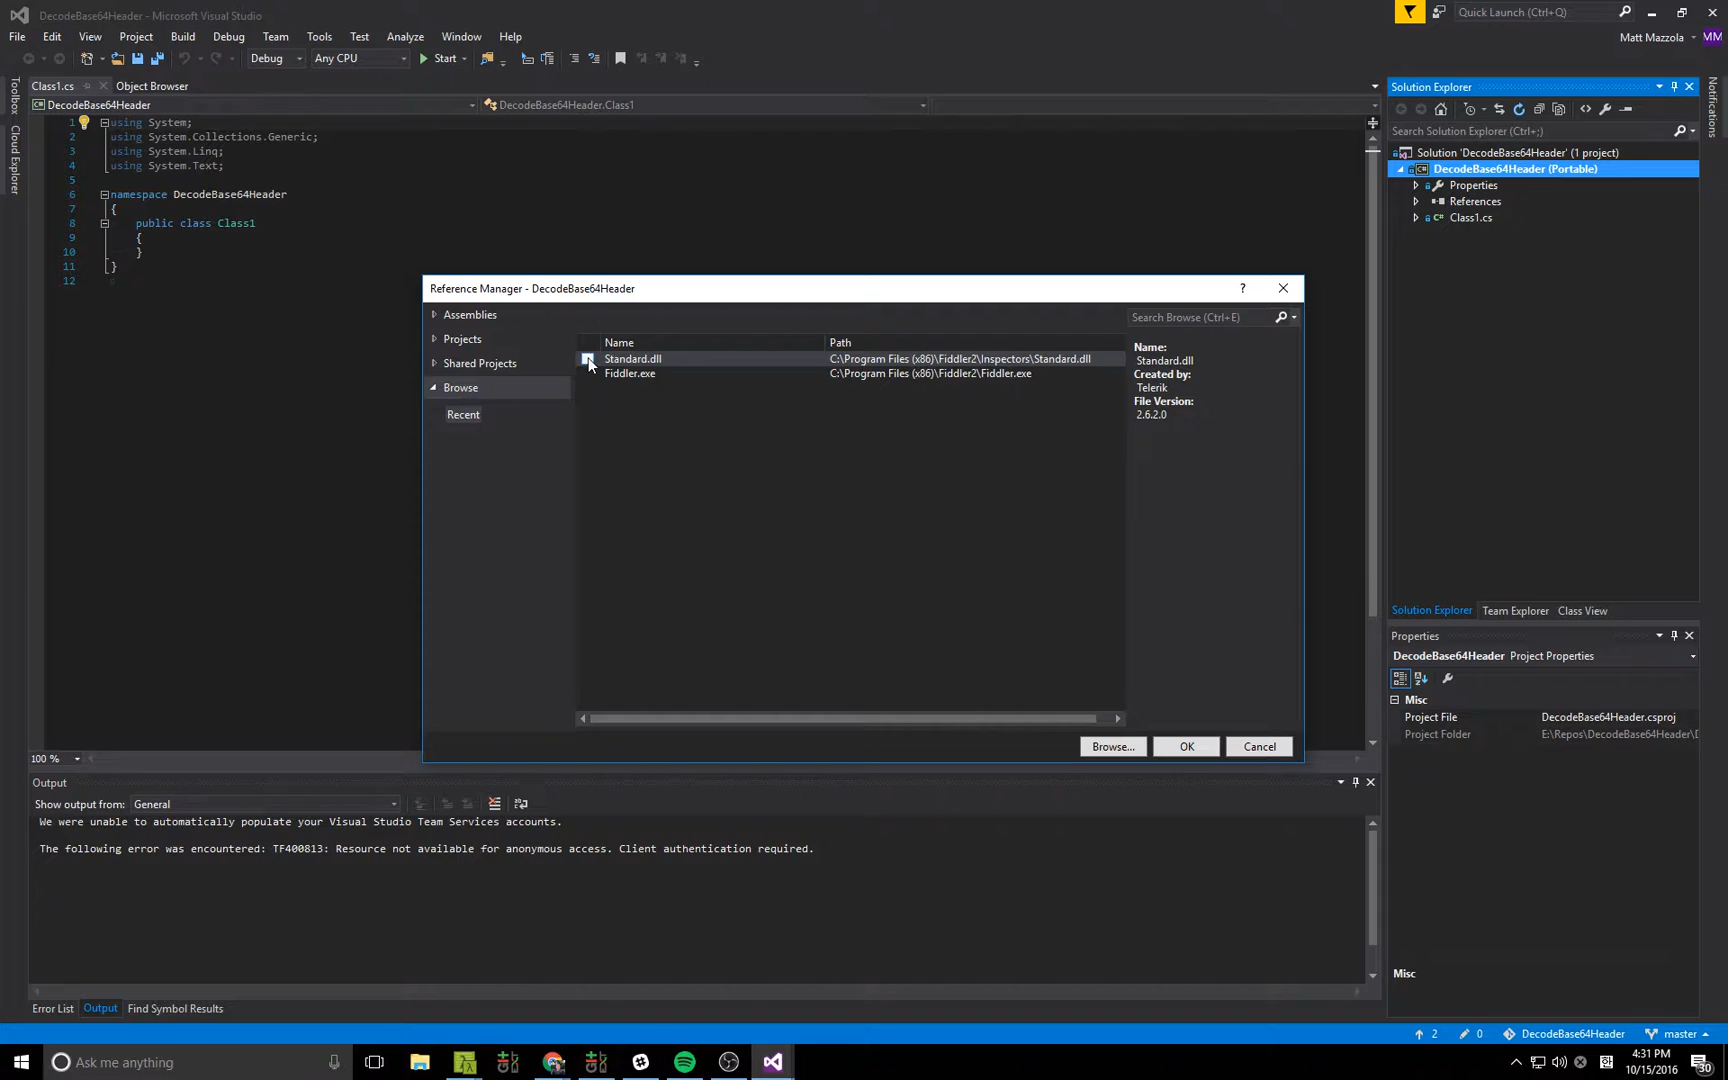 DecodeBase64Header - Microsoft Visual Studio
Quick Launch (Ctrl+Q)
File Edit View Project Build Debug Team Tools Test Analyze Window Help
Matt Mazzola MM
Debug Any CPU Start
Class1.cs Object Browser
DecodeBase64Header DecodeBase64Header.Class1
Toolbox
Cloud Explorer
Notifications
1 using System;
2 using System.Collections.Generic;
3 using System.Linq;
4 using System.Text;
5
6 namespace DecodeBase64Header
7 {
8 public class Class1
9 {
10 }
11 }
12
100 %
Reference Manager - DecodeBase64Header
?
Assemblies
Projects
Shared Projects
Browse
Recent
Name Path
Standard.dll C:\Program Files (x86)\Fiddler2\Inspectors\Standard.dll
Fiddler.exe C:\Program Files (x86)\Fiddler2\Fiddler.exe
Search Browse (Ctrl+E)
Name:
Standard.dll
Created by:
Telerik
File Version:
2.6.2.0
Browse... OK Cancel
Solution Explorer
Search Solution Explorer (Ctrl+;)
Solution 'DecodeBase64Header' (1 project)
DecodeBase64Header (Portable)
Properties
References
C# Class1.cs
Solution Explorer Team Explorer Class View
Properties
DecodeBase64Header Project Properties
Misc
Project File DecodeBase64Header.csproj
Project Folder E:\Repos\DecodeBase64Header\D
Misc
Output
Show output from: General
We were unable to automatically populate your Visual Studio Team Services accounts.
The following error was encountered: TF400813: Resource not available for anonymous access. Client authentication required.
Error List Output Find Symbol Results
2 0 DecodeBase64Header master
Ask me anything
4:31 PM
10/15/2016
30